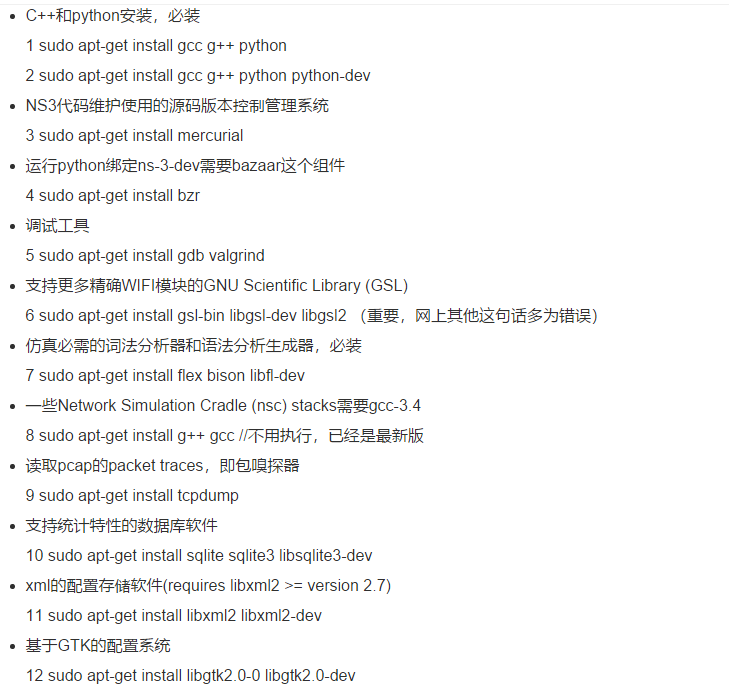 C++和python安装，必装
1 sudo apt-get install gcc g++ python
2 sudo apt-get install gcc g++ python python-dev
NS3代码维护使用的源码版本控制管理系统
3 sudo apt-get install mercurial
运行python绑定ns-3-dev需要bazaar这个组件
4 sudo apt-get install bzr
调试工具
5 sudo apt-get install gdb valgrind
支持更多精确WIFI模块的GNU Scientific Library (GSL)
6 sudo apt-get install gsl-bin libgsl-dev libgsl2 （重要，网上其他这句话多为错误）
仿真必需的词法分析器和语法分析生成器，必装
7 sudo apt-get install flex bison libfl-dev
一些Network Simulation Cradle (nsc) stacks需要gcc-3.4
8 sudo apt-get install g++ gcc //不用执行，已经是最新版
读取pcap的packet traces，即包嗅探器
9 sudo apt-get install tcpdump
支持统计特性的数据库软件
10 sudo apt-get install sqlite sqlite3 libsqlite3-dev
xml的配置存储软件(requires libxml2 >= version 2.7)
11 sudo apt-get install libxml2 libxml2-dev
基于GTK的配置系统
12 sudo apt-get install libgtk2.0-0 libgtk2.0-dev